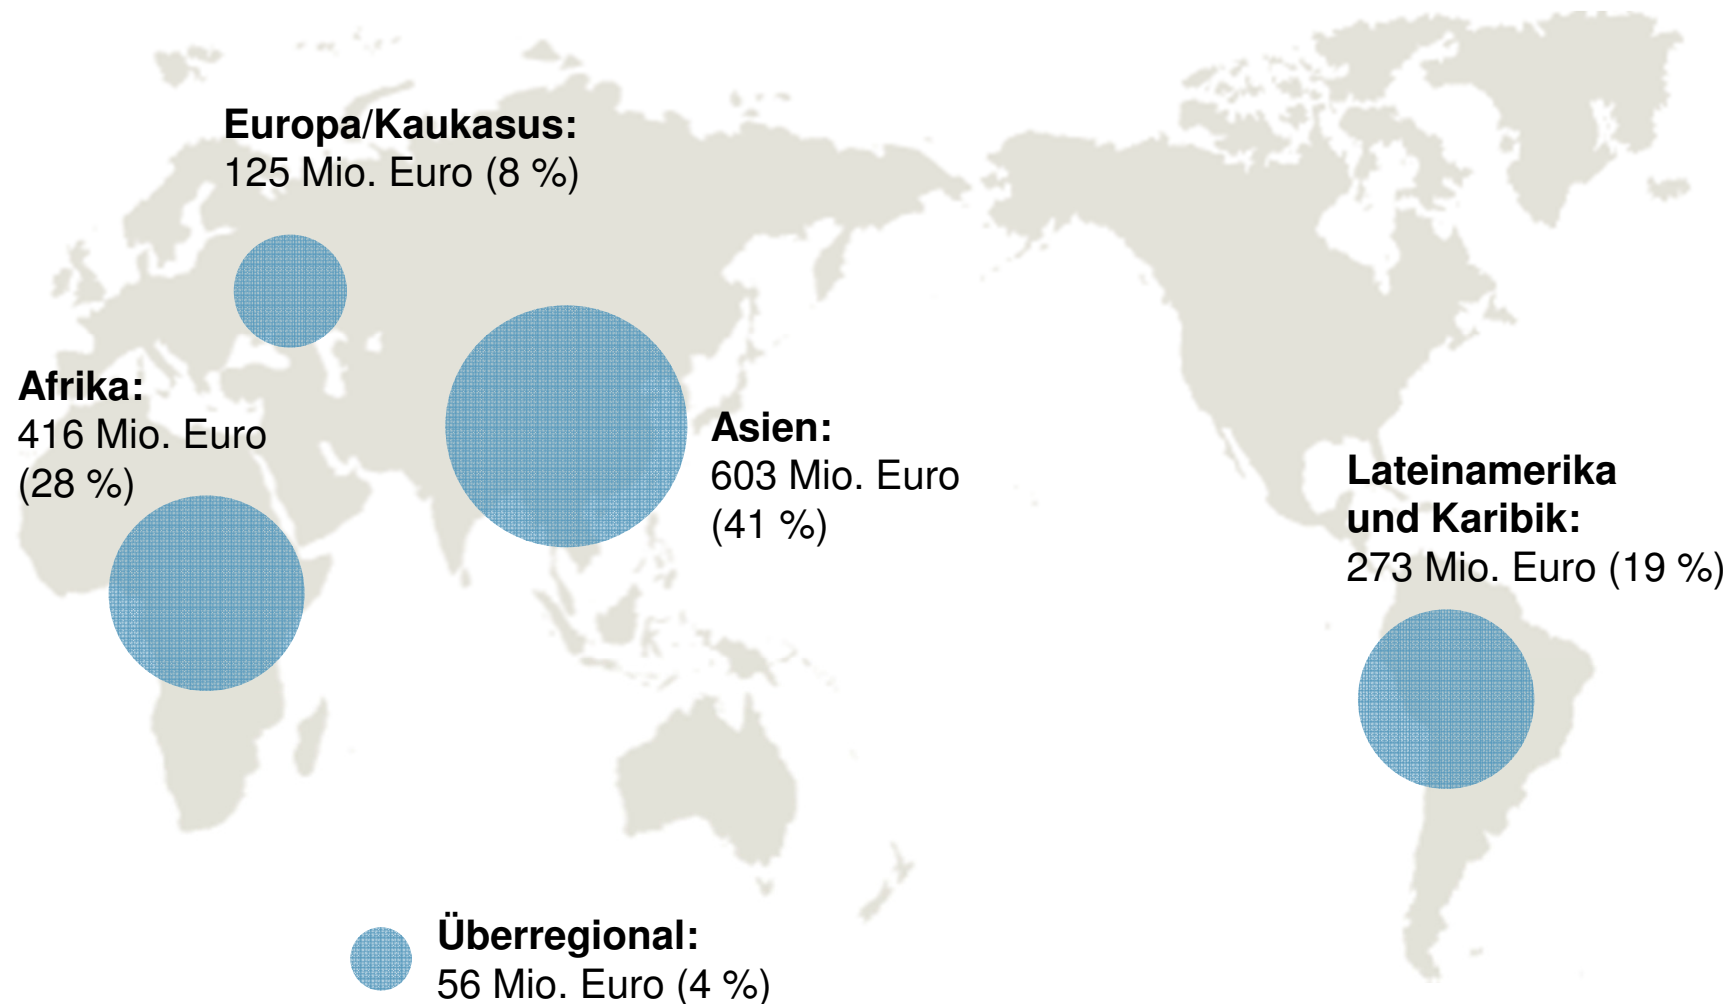 Europa/Kaukasus:
125 Mio. Euro (8 %)
Afrika:
416 Mio. Euro
(28 %)
Asien:
603 Mio. Euro
(41 %)
Lateinamerika
und Karibik:
273 Mio. Euro (19 %)
Überregional:
56 Mio. Euro (4 %)